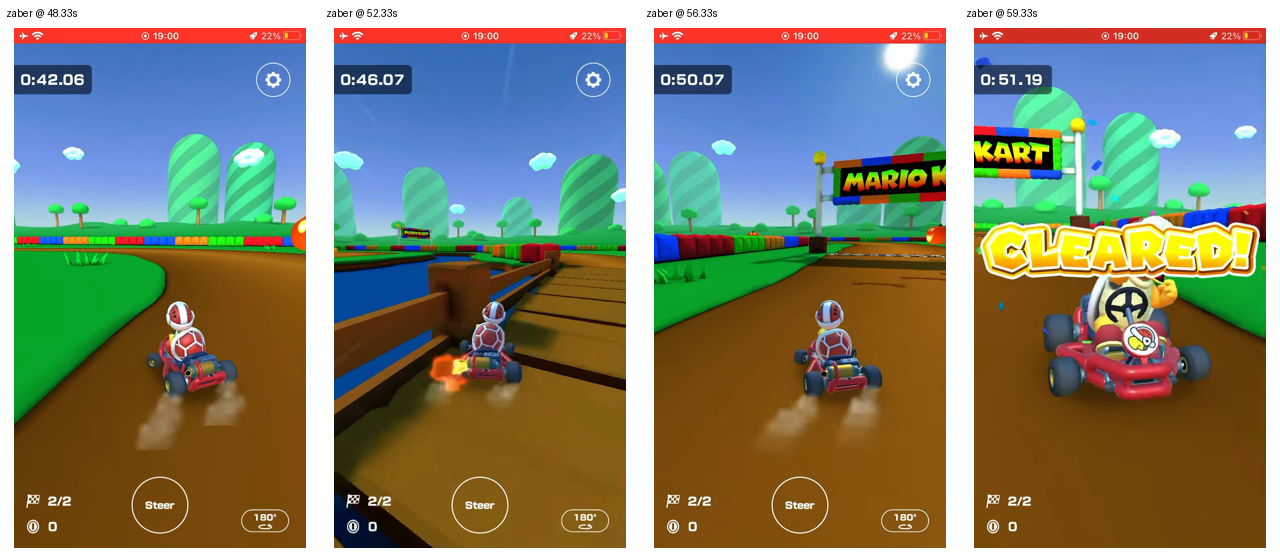 zaber @ 48.33s
19:00
22%
0:42.06
2/2
0
Steer
180°
zaber @ 52.33s
19:00
22%
0:46.07
MARIO KART
2/2
0
Steer
180°
zaber @ 56.33s
19:00
22%
0:50.07
MARIO K
2/2
0
Steer
180°
zaber @ 59.33s
19:00
22%
0:51.19
KART
CLEARED!
2/2
0